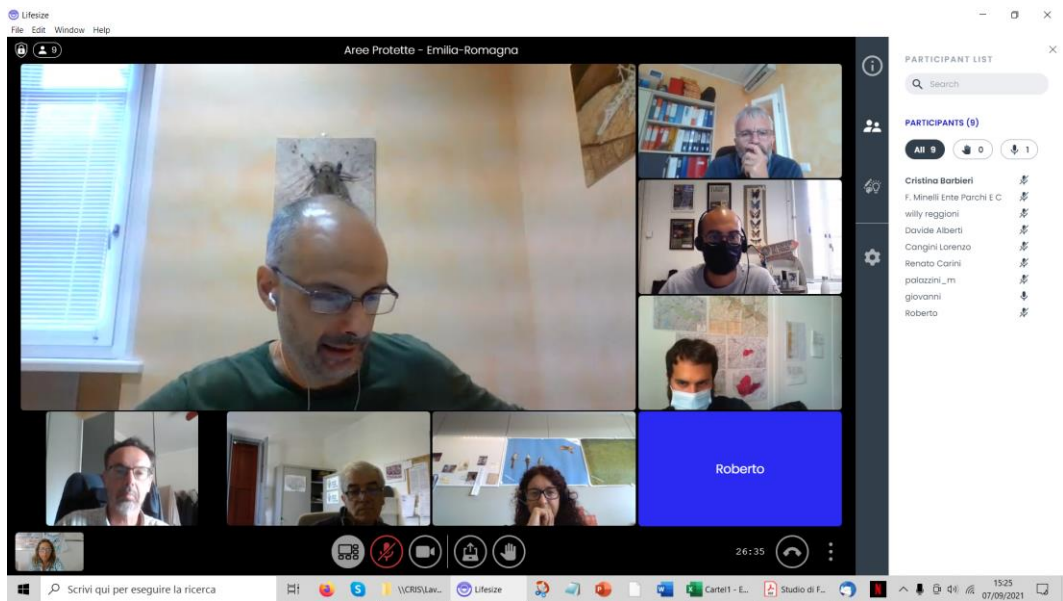 Lifesize
File Edit Window Help
9
Aree Protette - Emilia-Romagna
Roberto
26:35
PARTICIPANT LIST
Search
PARTICIPANTS (9)
All 9
0
1
Cristina Barbieri
F. Minelli Ente Parchi E C
willy reggioni
Davide Alberti
Cangini Lorenzo
Renato Carini
palazzini_m
giovanni
Roberto
Scrivi qui per eseguire la ricerca
\\CRIS\Lav...
Lifesize
Cartel1 - E...
Studio di F...
15:25
07/09/2021